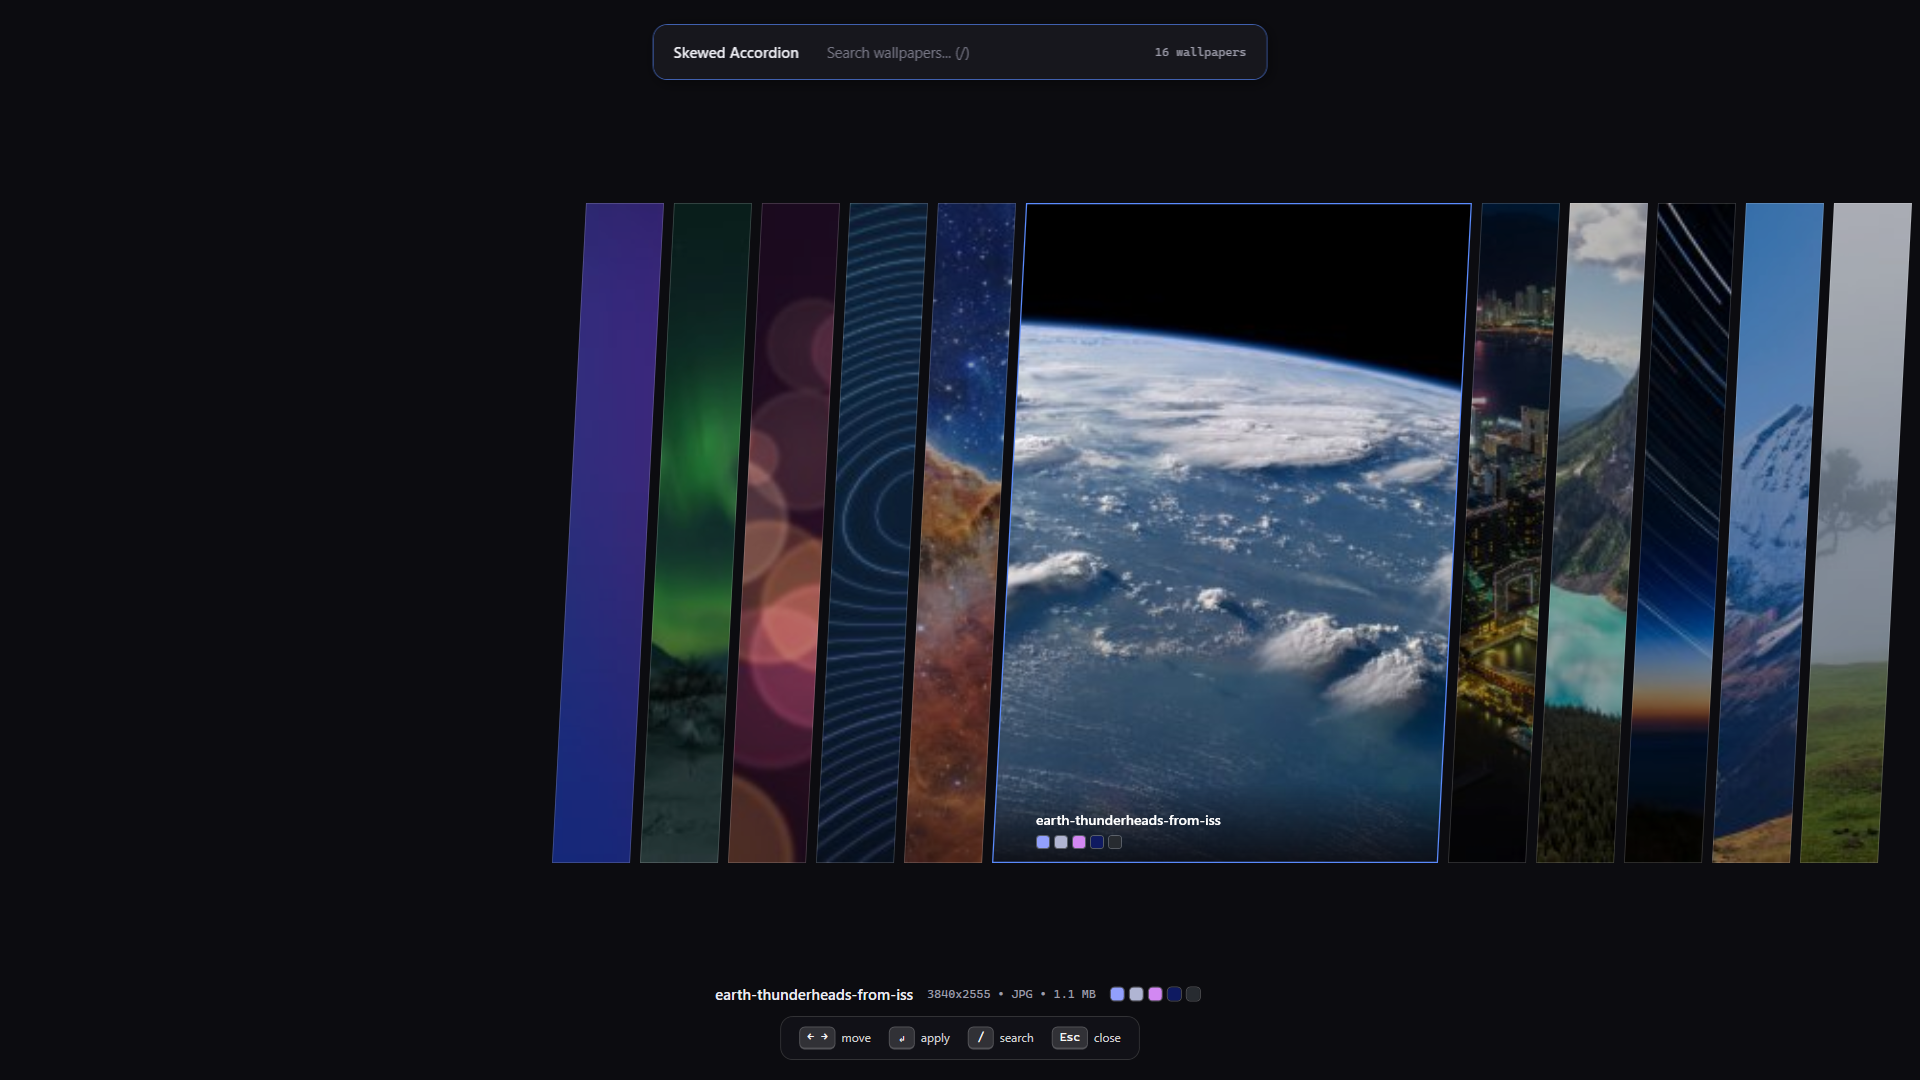 Skewed Accordion Search wallpapers... (/) 16 wallpapers
earth-thunderheads-from-iss
earth-thunderheads-from-iss 3840x2555 • JPG • 1.1 MB
← → move ↲ apply / search Esc close